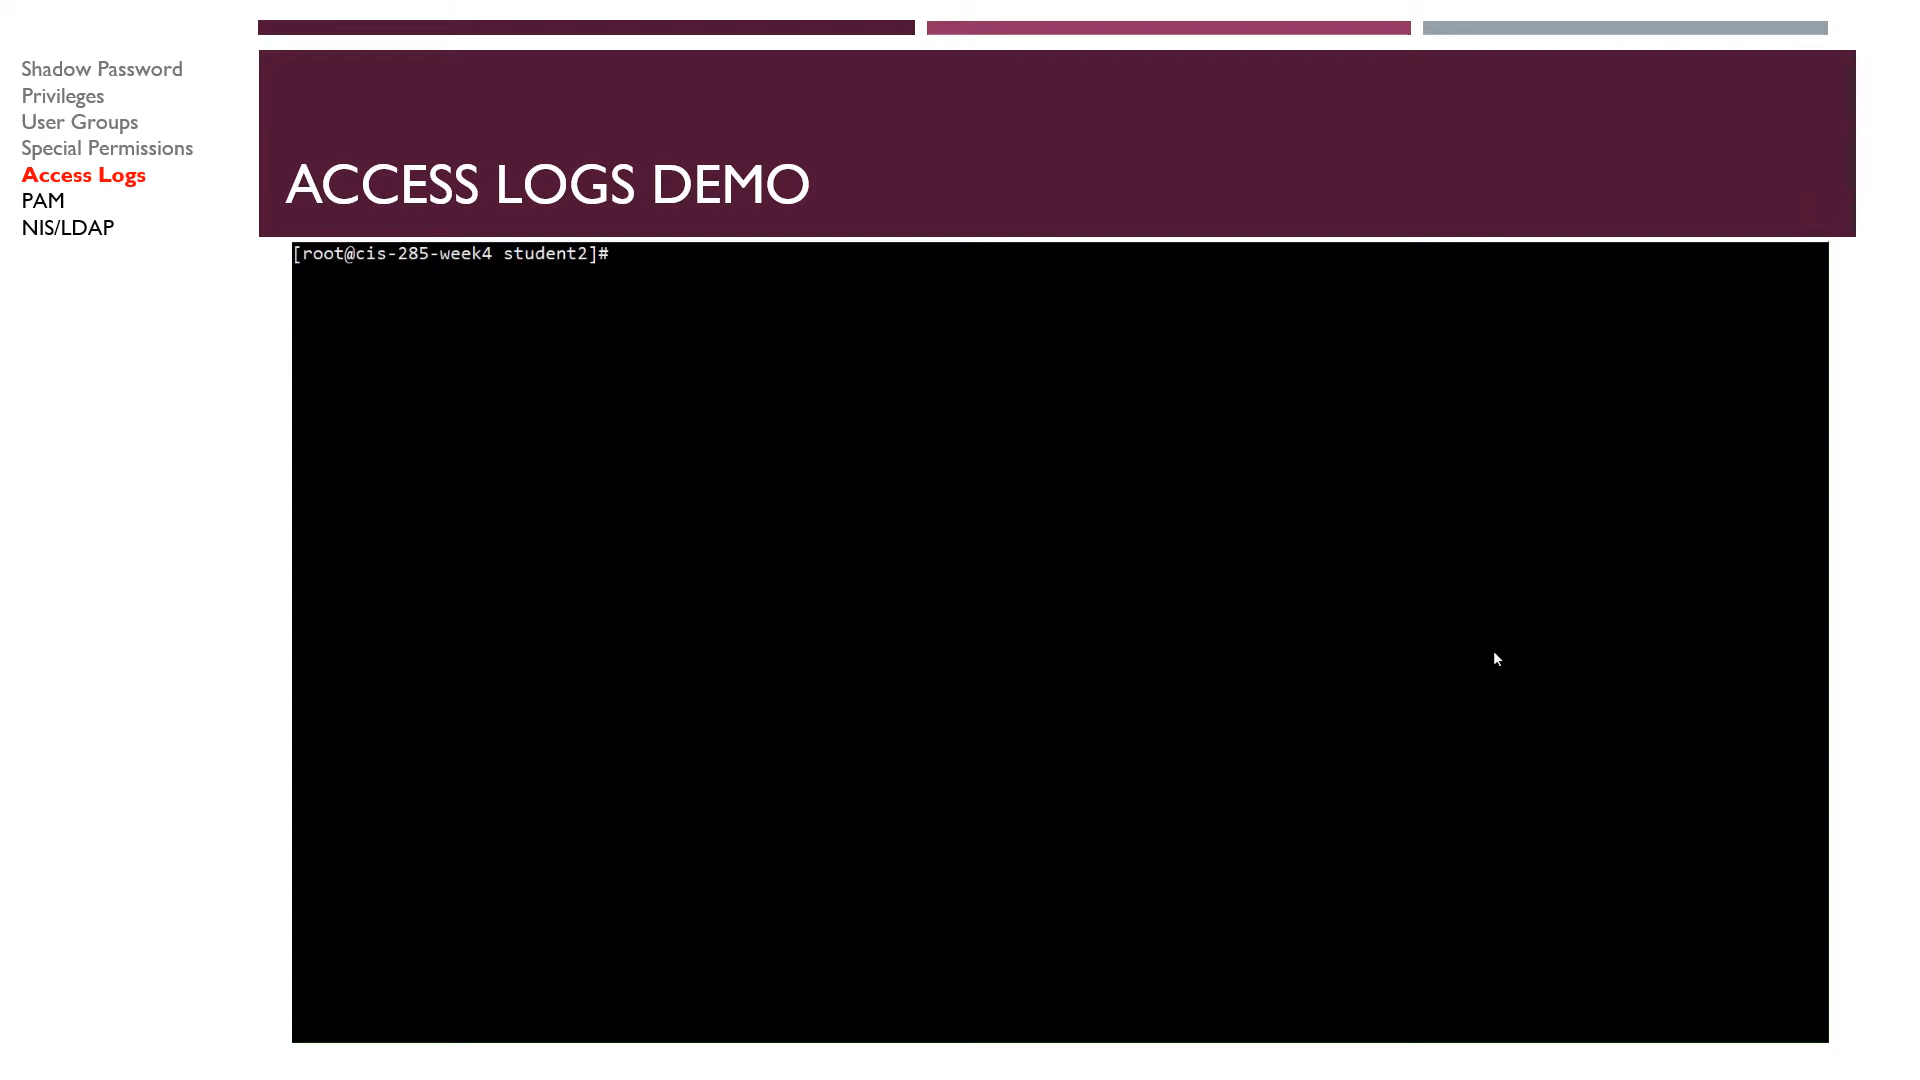 Shadow Password
Privileges
User Groups
Special Permissions
Access Logs
PAM
NIS/LDAP
ACCESS LOGS DEMO
[root@cis-285-week4 student2]#